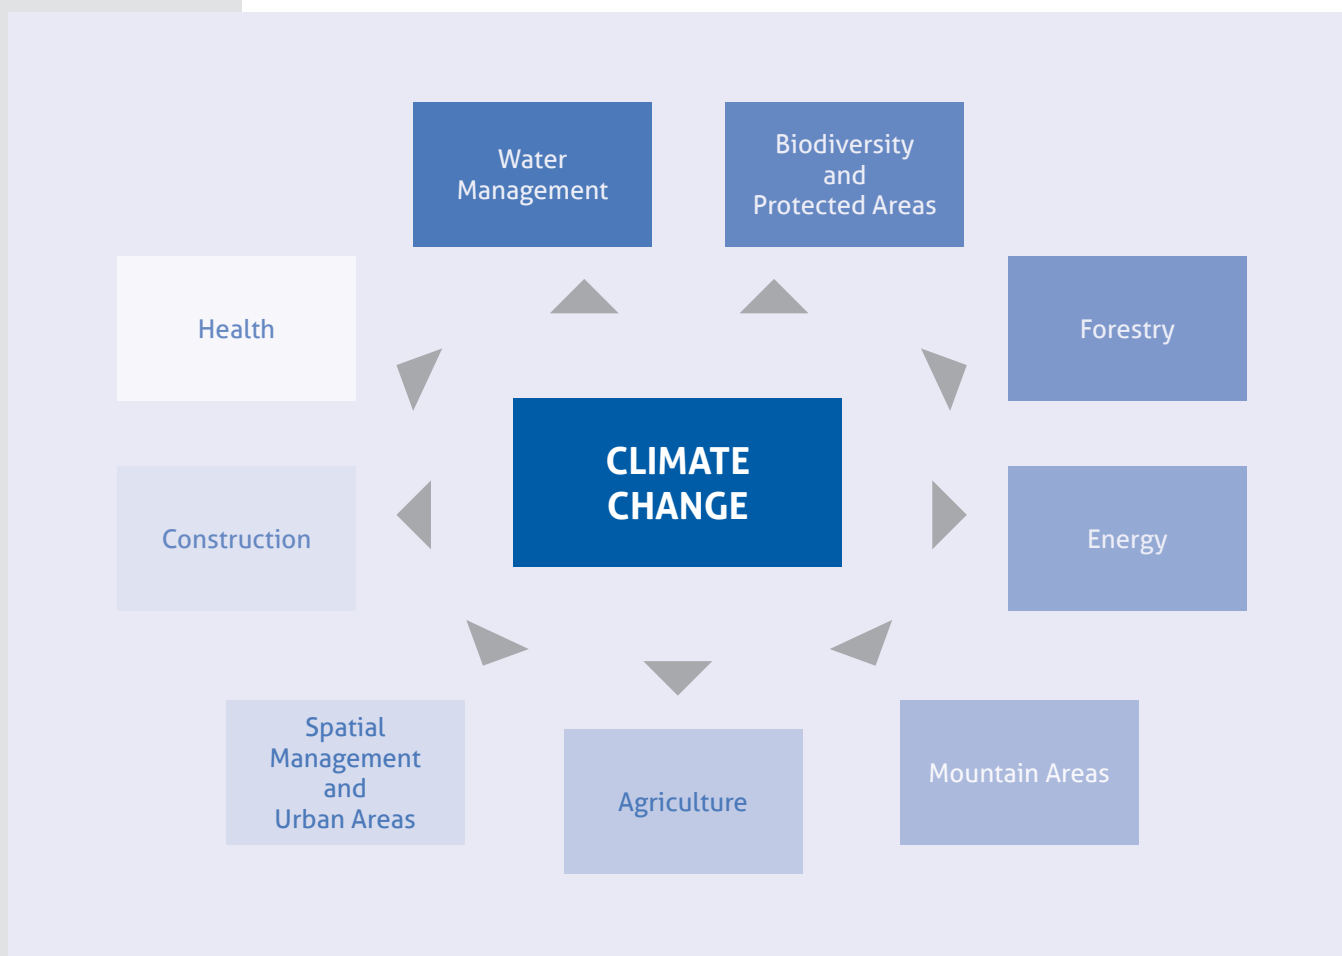 Water
Management
Biodiversity
and
Protected Areas
Health
Forestry
CLIMATE
CHANGE
Construction
Energy
Spatial
Management
and
Urban Areas
Agriculture
Mountain Areas